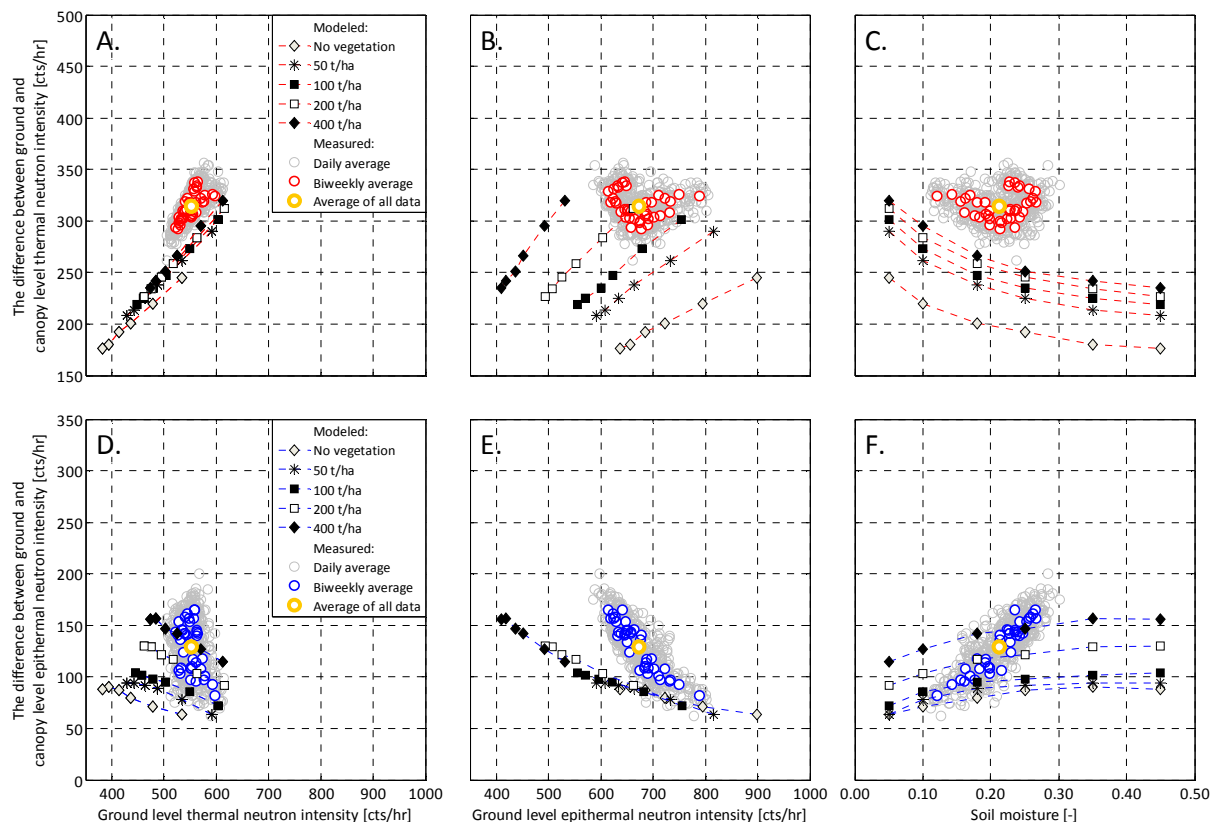 The difference between ground and
canopy level thermal neutron intensity [cts/hr]
500
450
400
350
300
250
200
150
A.
Modeled:
No vegetation
50 t/ha
100 t/ha
200 t/ha
400 t/ha
Measured:
Daily average
Biweekly average
Average of all data
B.
C.
The difference between ground and
canopy level epithermal neutron intensity [cts/hr]
350
300
250
200
150
100
50
0
D.
Modeled:
No vegetation
50 t/ha
100 t/ha
200 t/ha
400 t/ha
Measured:
Daily average
Biweekly average
Average of all data
E.
F.
400 500 600 700 800 900 1000
Ground level thermal neutron intensity [cts/hr]
400 500 600 700 800 900 1000
Ground level epithermal neutron intensity [cts/hr]
0.00 0.10 0.20 0.30 0.40 0.50
Soil moisture [-]